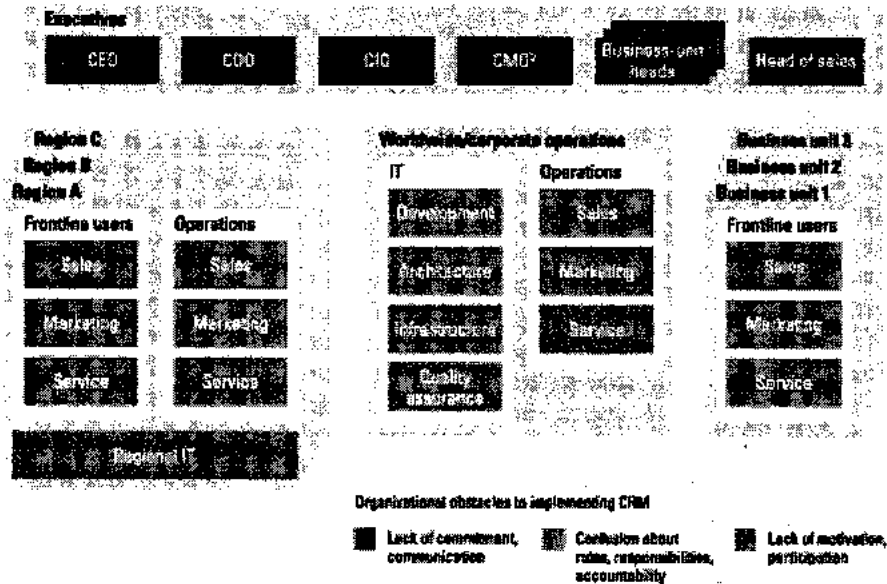 Executives
CEO
COO
CIO
CMO?
Business-unit
heads
Head of sales
Region C
Region B
Region A
Frontline users
Operations
Sales
Sales
Marketing
Marketing
Service
Service
Regional IT
Worldwide/corporate operations
IT
Operations
Development
Sales
Architecture
Marketing
Infrastructure
Service
Quality
assurance
Business unit 3
Business unit 2
Business unit 1
Frontline users
Sales
Marketing
Service
Organizational obstacles to implementing CRM
Lack of commitment,
communication
Confusion about
roles, responsibilities,
accountability
Lack of motivation,
participation